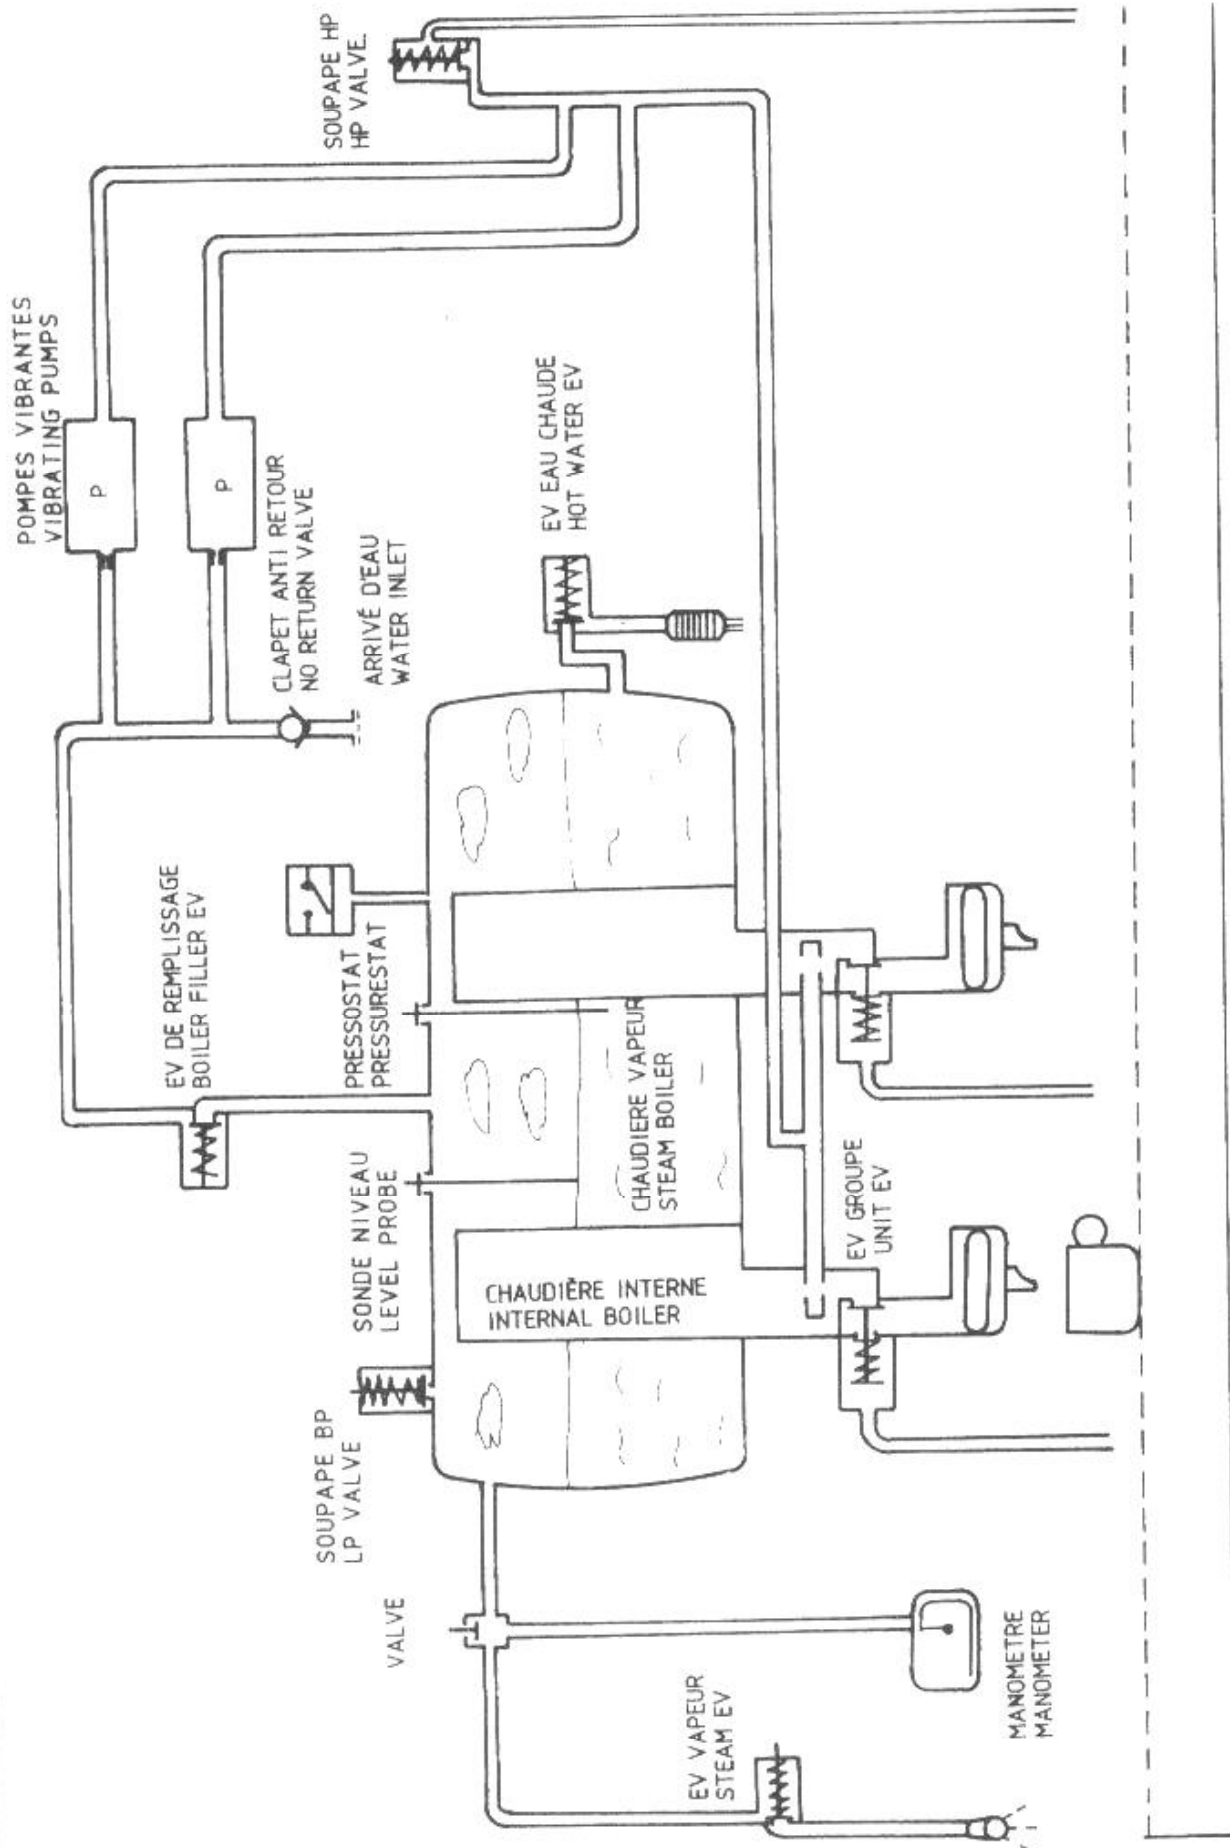 POMPES VIBRANTES
VIBRATING PUMPS
P
P
SOUPAPE HP
HP VALVE.
CLAPET ANTI RETOUR
NO RETURN VALVE
ARRIVÉ D'EAU
WATER INLET
EV DE REMPLISSAGE
BOILER FILLER EV
PRESSOSTAT
PRESSURESTAT
EV EAU CHAUDE
HOT WATER EV
SONDE NIVEAU
LEVEL PROBE
SOUPAPE BP
LP VALVE
VALVE
CHAUDIERE VAPEUR
STEAM BOILER
CHAUDIÈRE INTERNE
INTERNAL BOILER
EV GROUPE
UNIT EV
EV VAPEUR
STEAM EV
MANOMETRE
MANOMETER